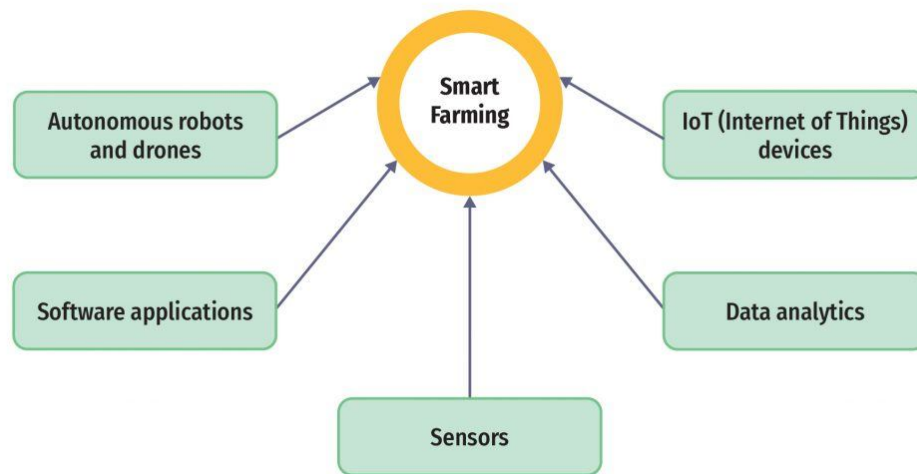 Smart
Farming
Autonomous robots
and drones
IoT (Internet of Things)
devices
Software applications
Data analytics
Sensors